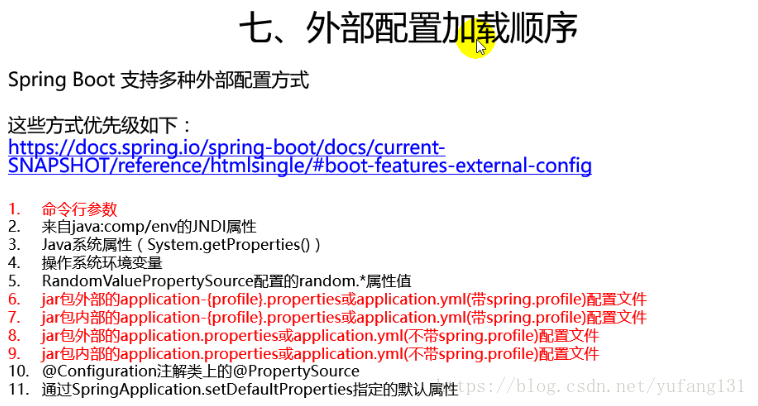 七、外部配置加载顺序
Spring Boot 支持多种外部配置方式
这些方式优先级如下：
https://docs.spring.io/spring-boot/docs/current-
SNAPSHOT/reference/htmlsingle/#boot-features-external-config
1. 命令行参数
2. 来自java:comp/env的JNDI属性
3. Java系统属性（System.getProperties()）
4. 操作系统环境变量
5. RandomValuePropertySource配置的random.*属性值
6. jar包外部的application-{profile}.properties或application.yml(带spring.profile)配置文件
7. jar包内部的application-{profile}.properties或application.yml(带spring.profile)配置文件
8. jar包外部的application.properties或application.yml(不带spring.profile)配置文件
9. jar包内部的application.properties或application.yml(不带spring.profile)配置文件
10. @Configuration注解类上的@PropertySource
11. 通过SpringApplication.setDefaultProperties指定的默认属性
https://blog.csdn.net/yufang131